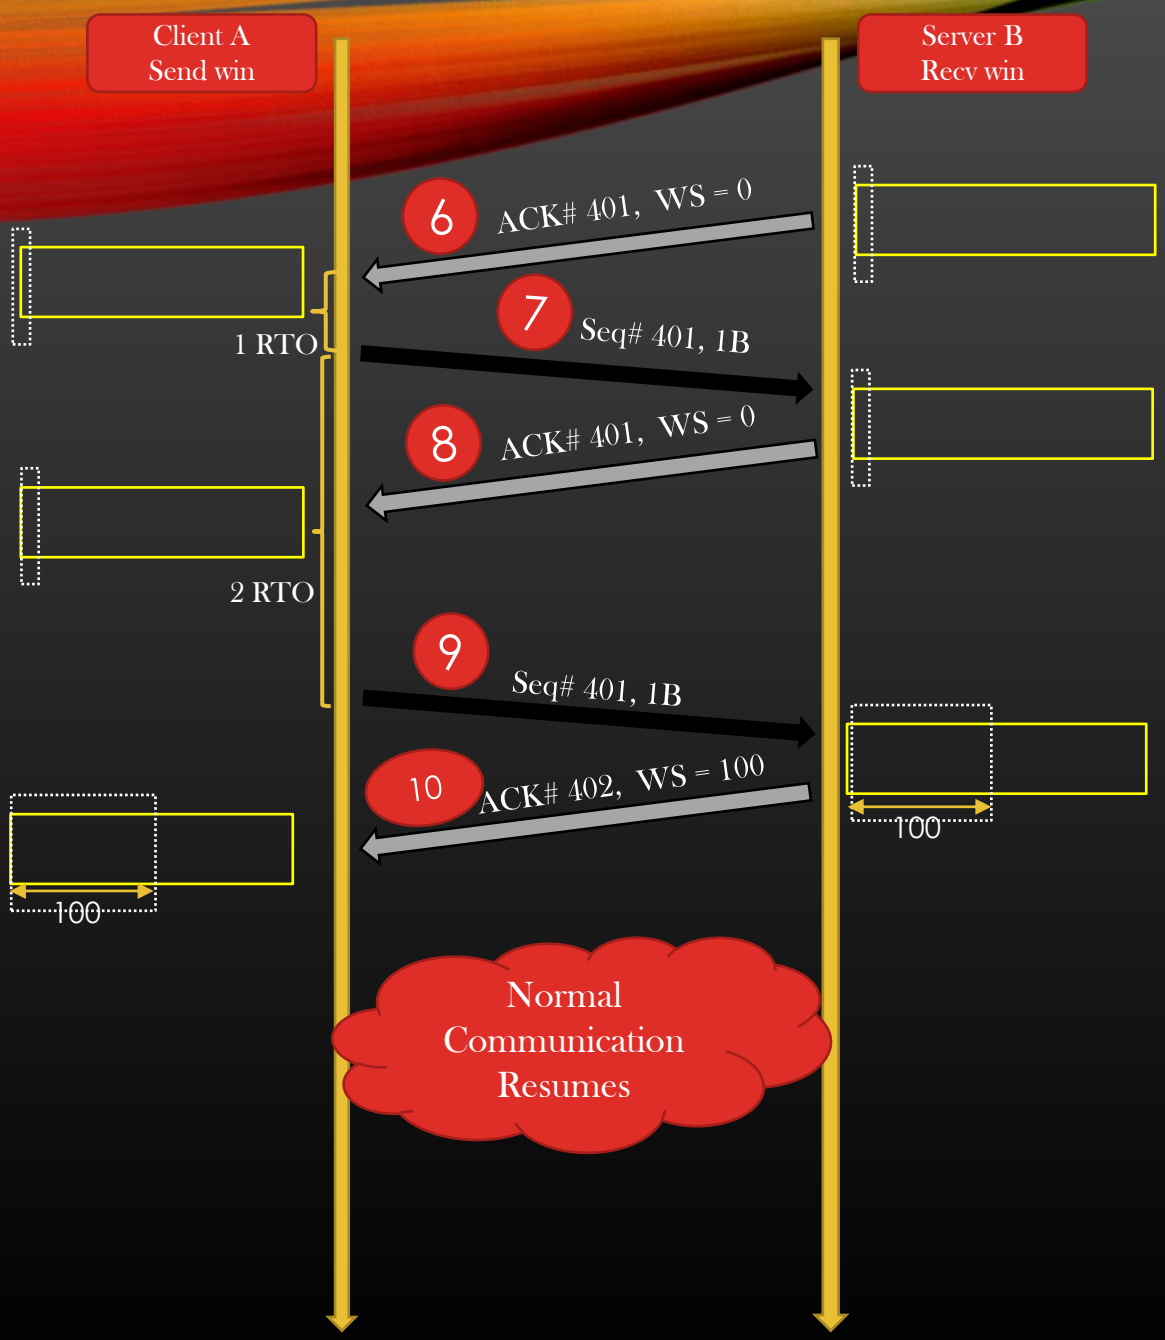 Client A
Send win
Server B
Recv win
6
ACK# 401, WS = 0
7
Seq# 401, 1B
1 RTO
8
ACK# 401, WS = 0
2 RTO
9
Seq# 401, 1B
10
ACK# 402, WS = 100
100
100
Normal
Communication
Resumes